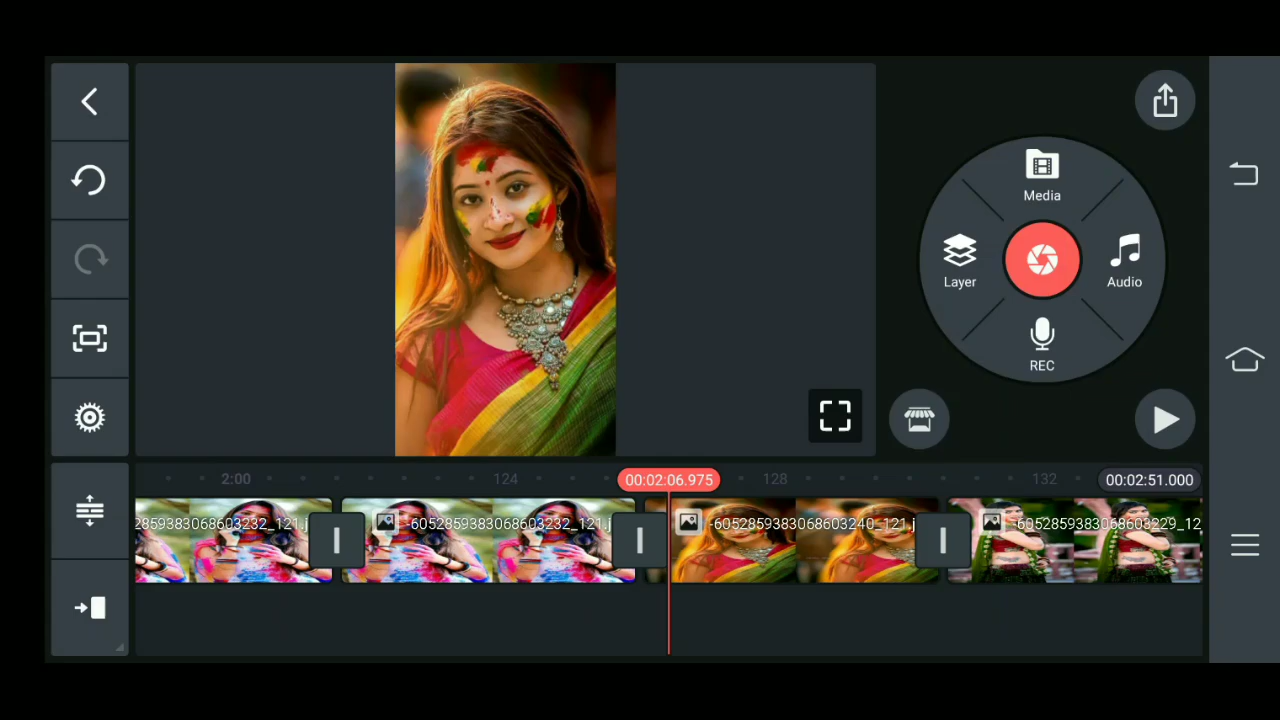 Media
Layer
Audio
REC
2:00
124
00:02:06.975
128
132
00:02:51.000
2859383068603232_121.j
-6052859383068603232_121.j
-6052859383068603240_121.j
-6052859383068603229_12